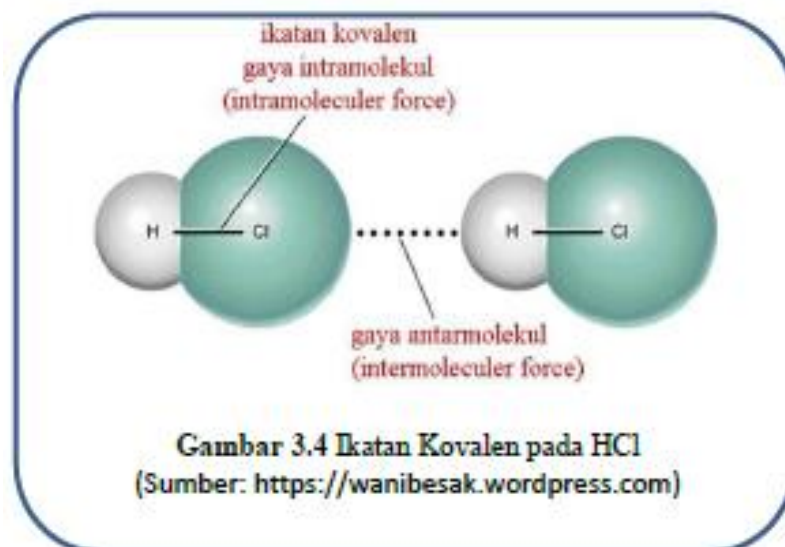 ikatan kovalen
gaya intramolekul
(intramoleculer force)
H Cl H Cl
gaya antarmolekul
(intermoleculer force)
Gambar 3.4 Ikatan Kovalen pada HCl
(Sumber: https://wanibesak.wordpress.com)